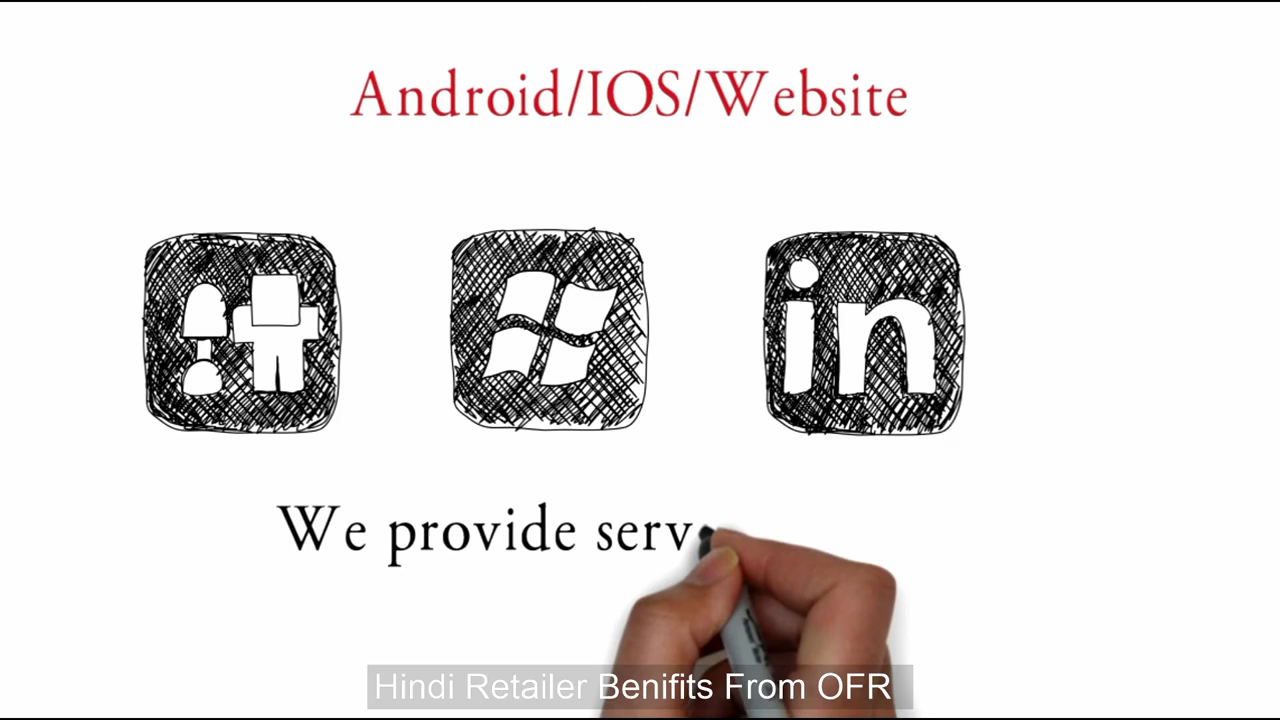 Android/IOS/Website
in
We provide serv
Hindi Retailer Benifits From OFR